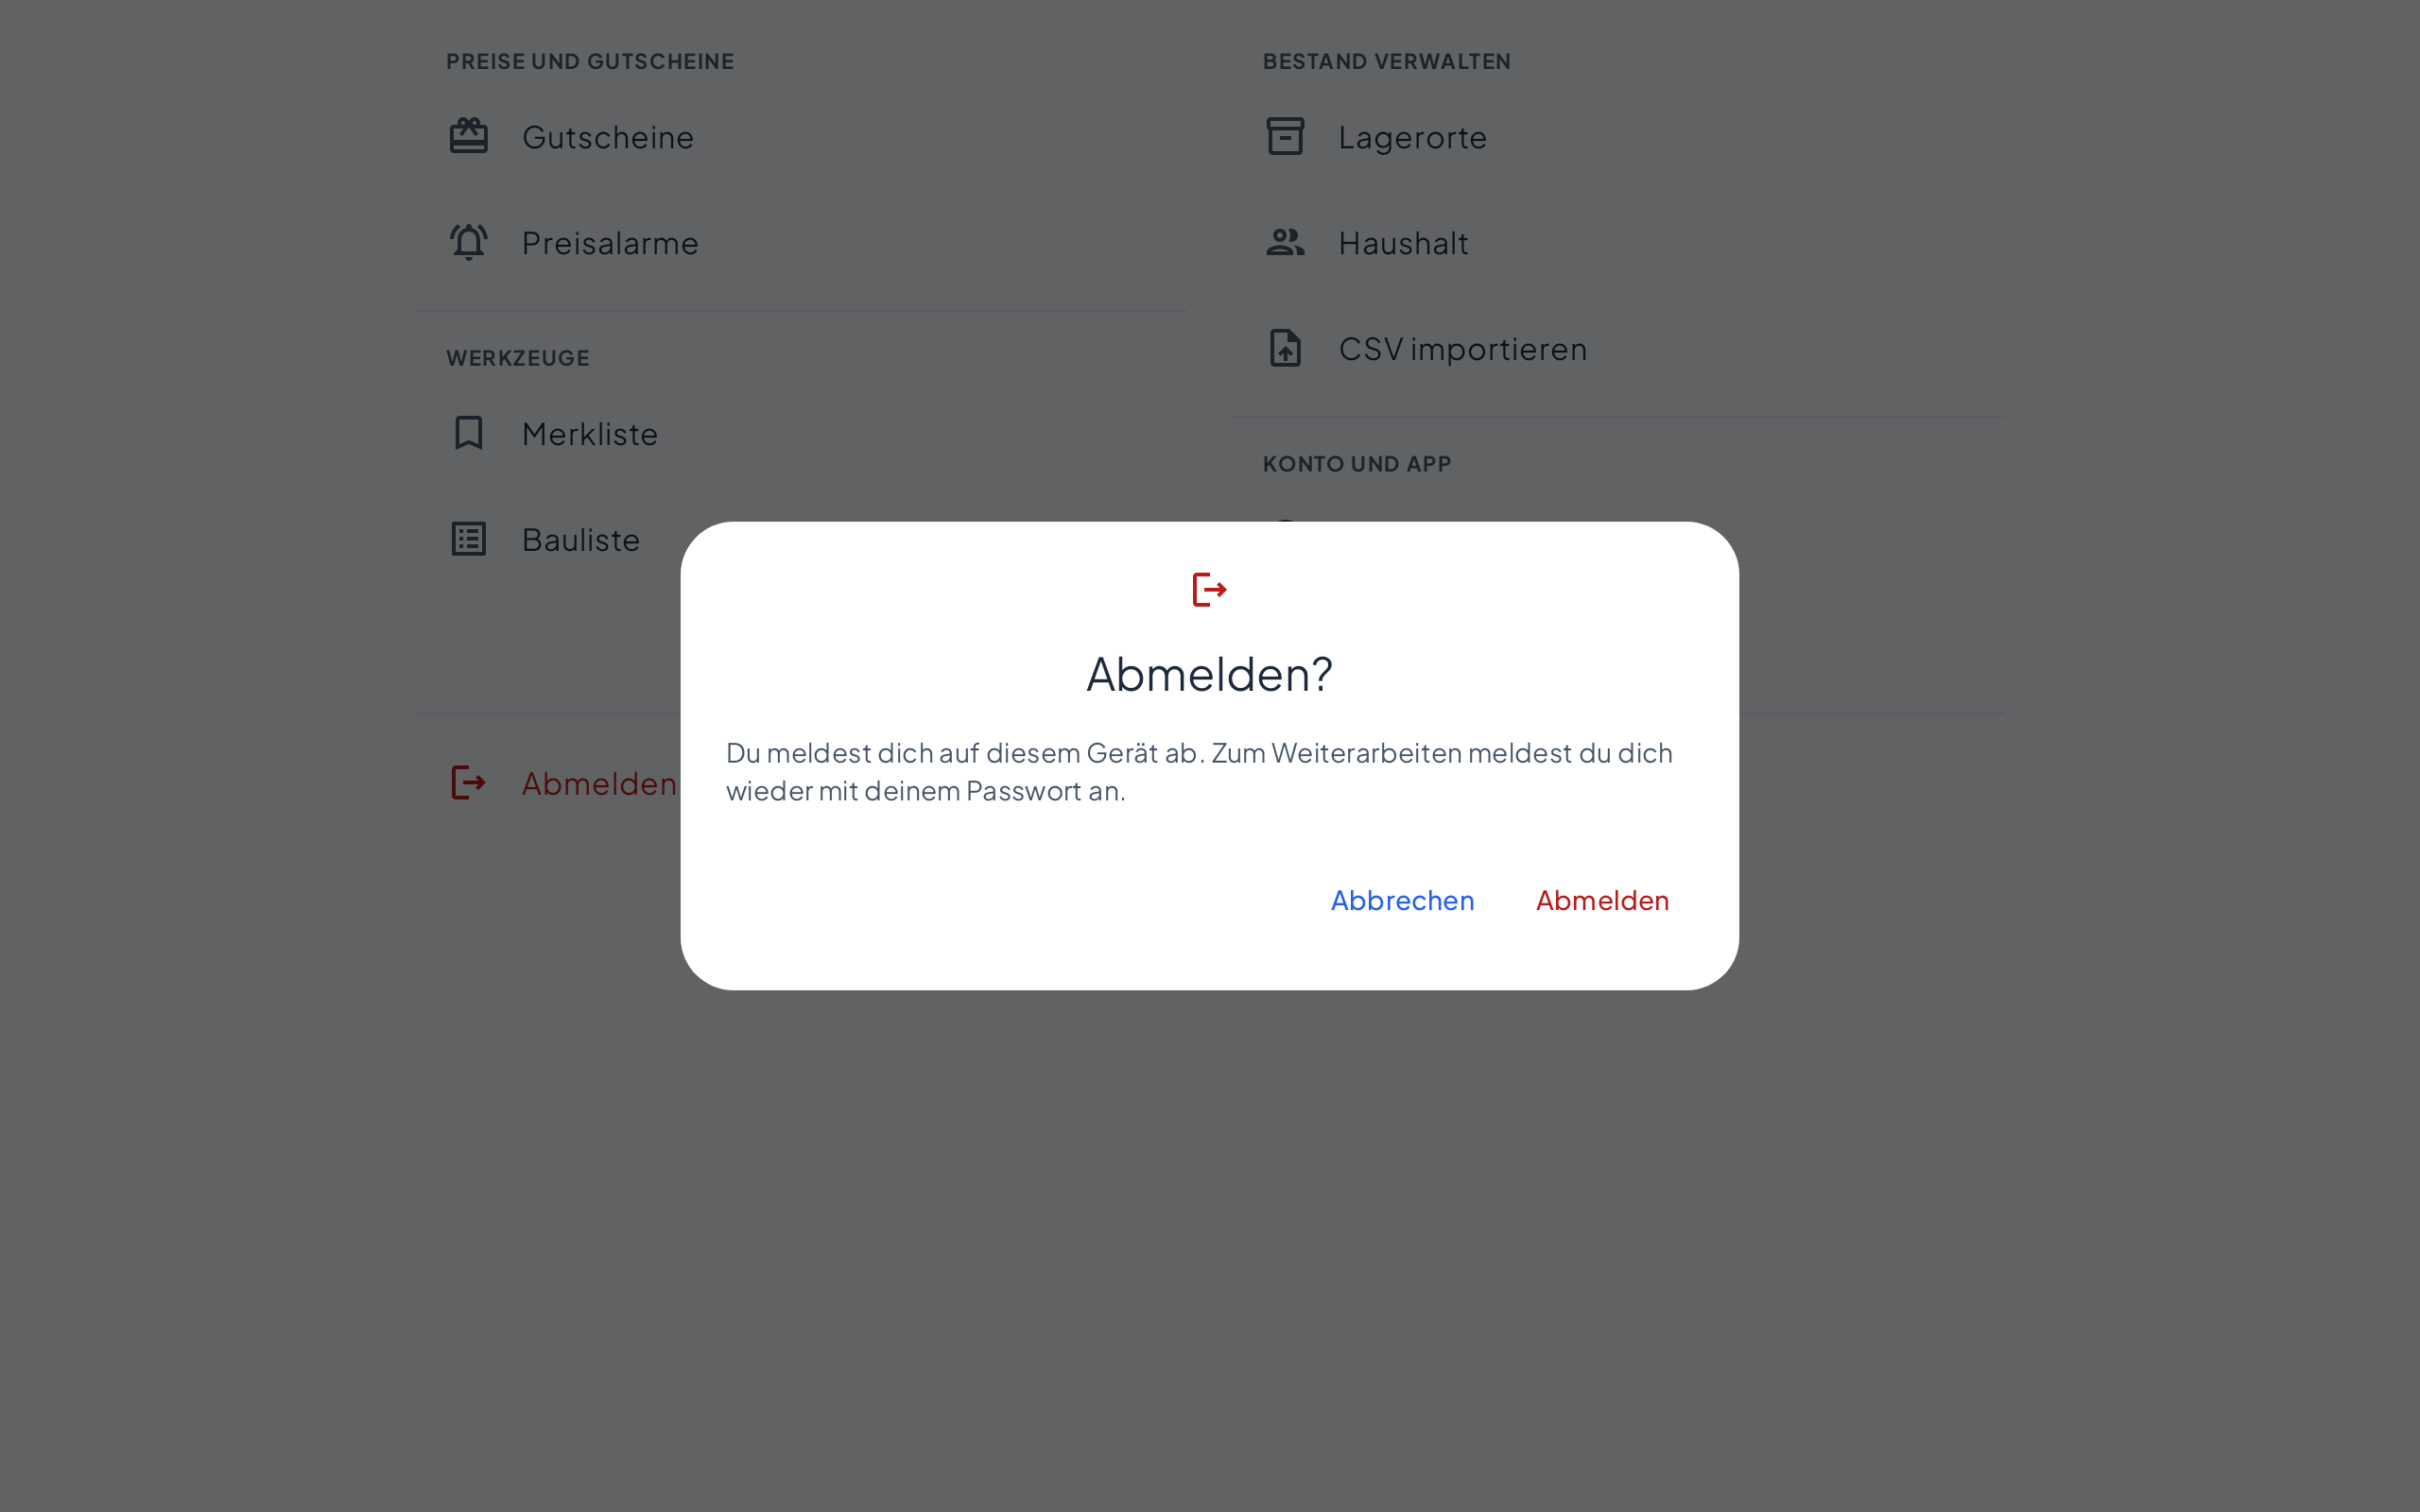 PREISE UND GUTSCHEINE
Gutscheine
Preisalarme
WERKZEUGE
Merkliste
Bauliste
BESTAND VERWALTEN
Lagerorte
Haushalt
CSV importieren
KONTO UND APP
Abmelden
Abmelden?
Du meldest dich auf diesem Gerät ab. Zum Weiterarbeiten meldest du dich
wieder mit deinem Passwort an.
Abbrechen
Abmelden